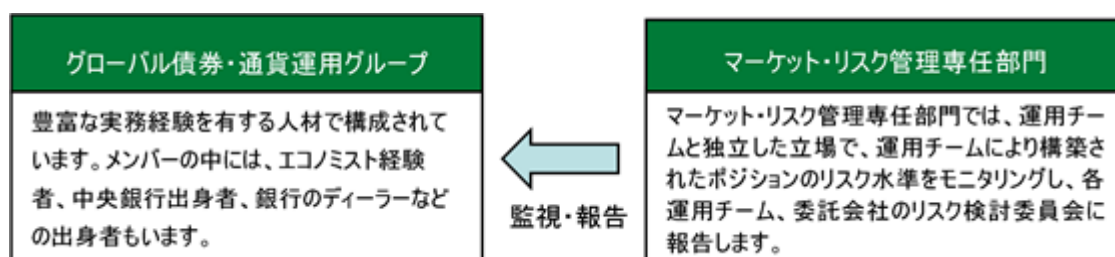 グローバル債券・通貨運用グループ
豊富な実務経験を有する人材で構成されて
います。メンバーの中には、エコノミスト経験
者、中央銀行出身者、銀行のディーラーなど
の出身者もいます。
監視・報告
マーケット・リスク管理専任部門
マーケット・リスク管理専任部門では、運用チー
ムと独立した立場で、運用チームにより構築さ
れたポジションのリスク水準をモニタリングし、各
運用チーム、委託会社のリスク検討委員会に
報告します。